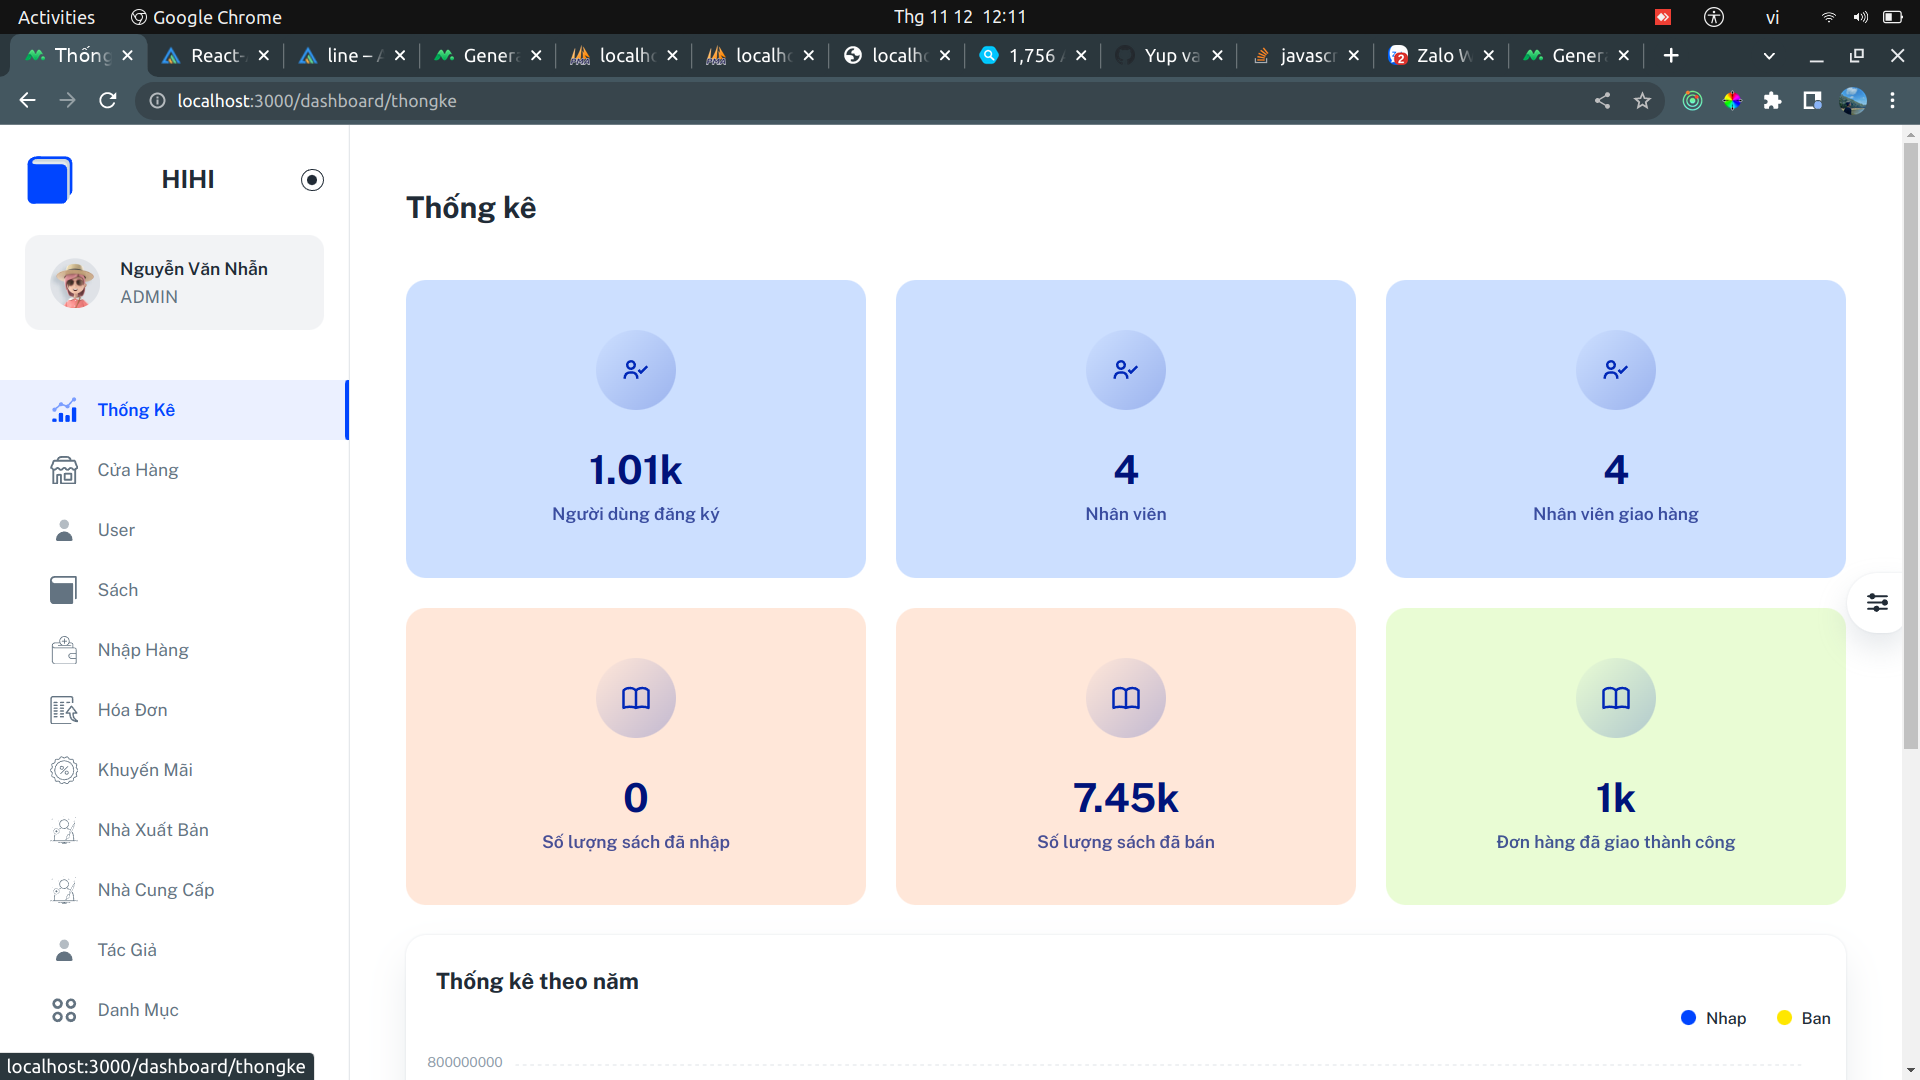 Activities
Google Chrome
Thg 11 12 12:11
vi
Thống
React-
line – A
Genera
localho
localho
localho
1,756
Yup va
javascr
Zalo W
Genera
localhost:3000/dashboard/thongke
HIHI
Nguyễn Văn Nhẫn
ADMIN
Thống Kê
Cửa Hàng
User
Sách
Nhập Hàng
Hóa Đơn
Khuyến Mãi
Nhà Xuất Bản
Nhà Cung Cấp
Tác Giả
Danh Mục
localhost:3000/dashboard/thongke
Thống kê
1.01k
Người dùng đăng ký
4
Nhân viên
4
Nhân viên giao hàng
0
Số lượng sách đã nhập
7.45k
Số lượng sách đã bán
1k
Đơn hàng đã giao thành công
Thống kê theo năm
Nhap
Ban
800000000